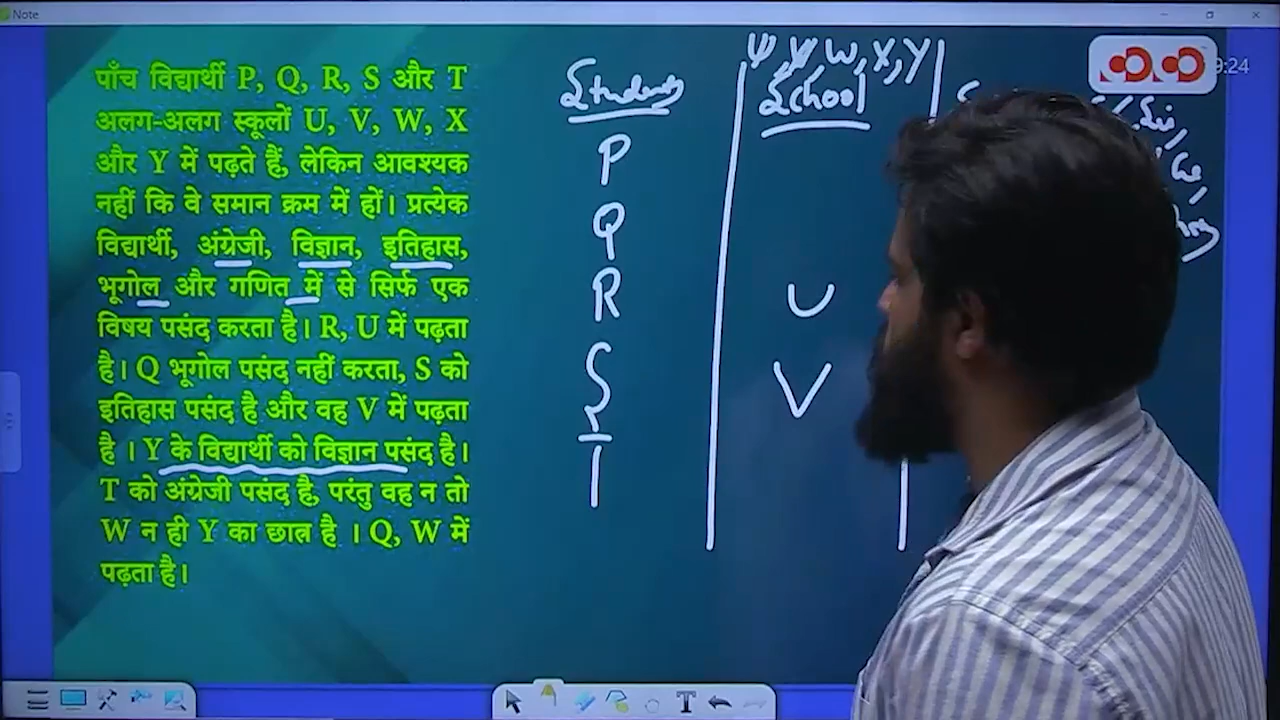 Note
पाँच विद्यार्थी P, Q, R, S और T
अलग-अलग स्कूलों U, V, W, X
और Y में पढ़ते हैं, लेकिन आवश्यक
नहीं कि वे समान क्रम में हों। प्रत्येक
विद्यार्थी, अंग्रेजी, विज्ञान, इतिहास,
भूगोल और गणित में से सिर्फ एक
विषय पसंद करता है। R, U में पढ़ता
है। Q भूगोल पसंद नहीं करता, S को
इतिहास पसंद है और वह V में पढ़ता
है । Y के विद्यार्थी को विज्ञान पसंद है।
T को अंग्रेजी पसंद है, परंतु वह न तो
W न ही Y का छात्र है । Q, W में
पढ़ता है।
Students
P
Q
R
S
T
U, V, W, X, Y
School
U
V
9:24